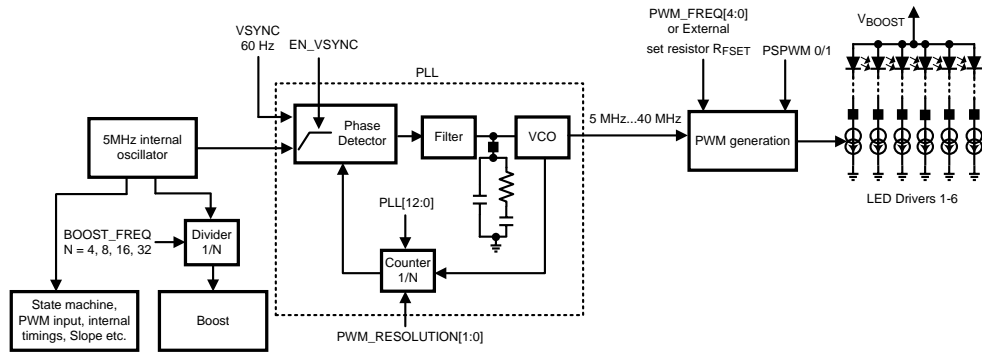 VSYNC
60 Hz
EN_VSYNC
PLL
PWM_FREQ[4:0]
or External
set resistor RFSET
PSPWM 0/1
VBOOST
5MHz internal
oscillator
Phase
Detector
Filter
VCO
5 MHz...40 MHz
PWM generation
LED Drivers 1-6
PLL[12:0]
BOOST_FREQ
N = 4, 8, 16, 32
Divider
1/N
Counter
1/N
State machine,
PWM input, internal
timings, Slope etc.
Boost
PWM_RESOLUTION[1:0]